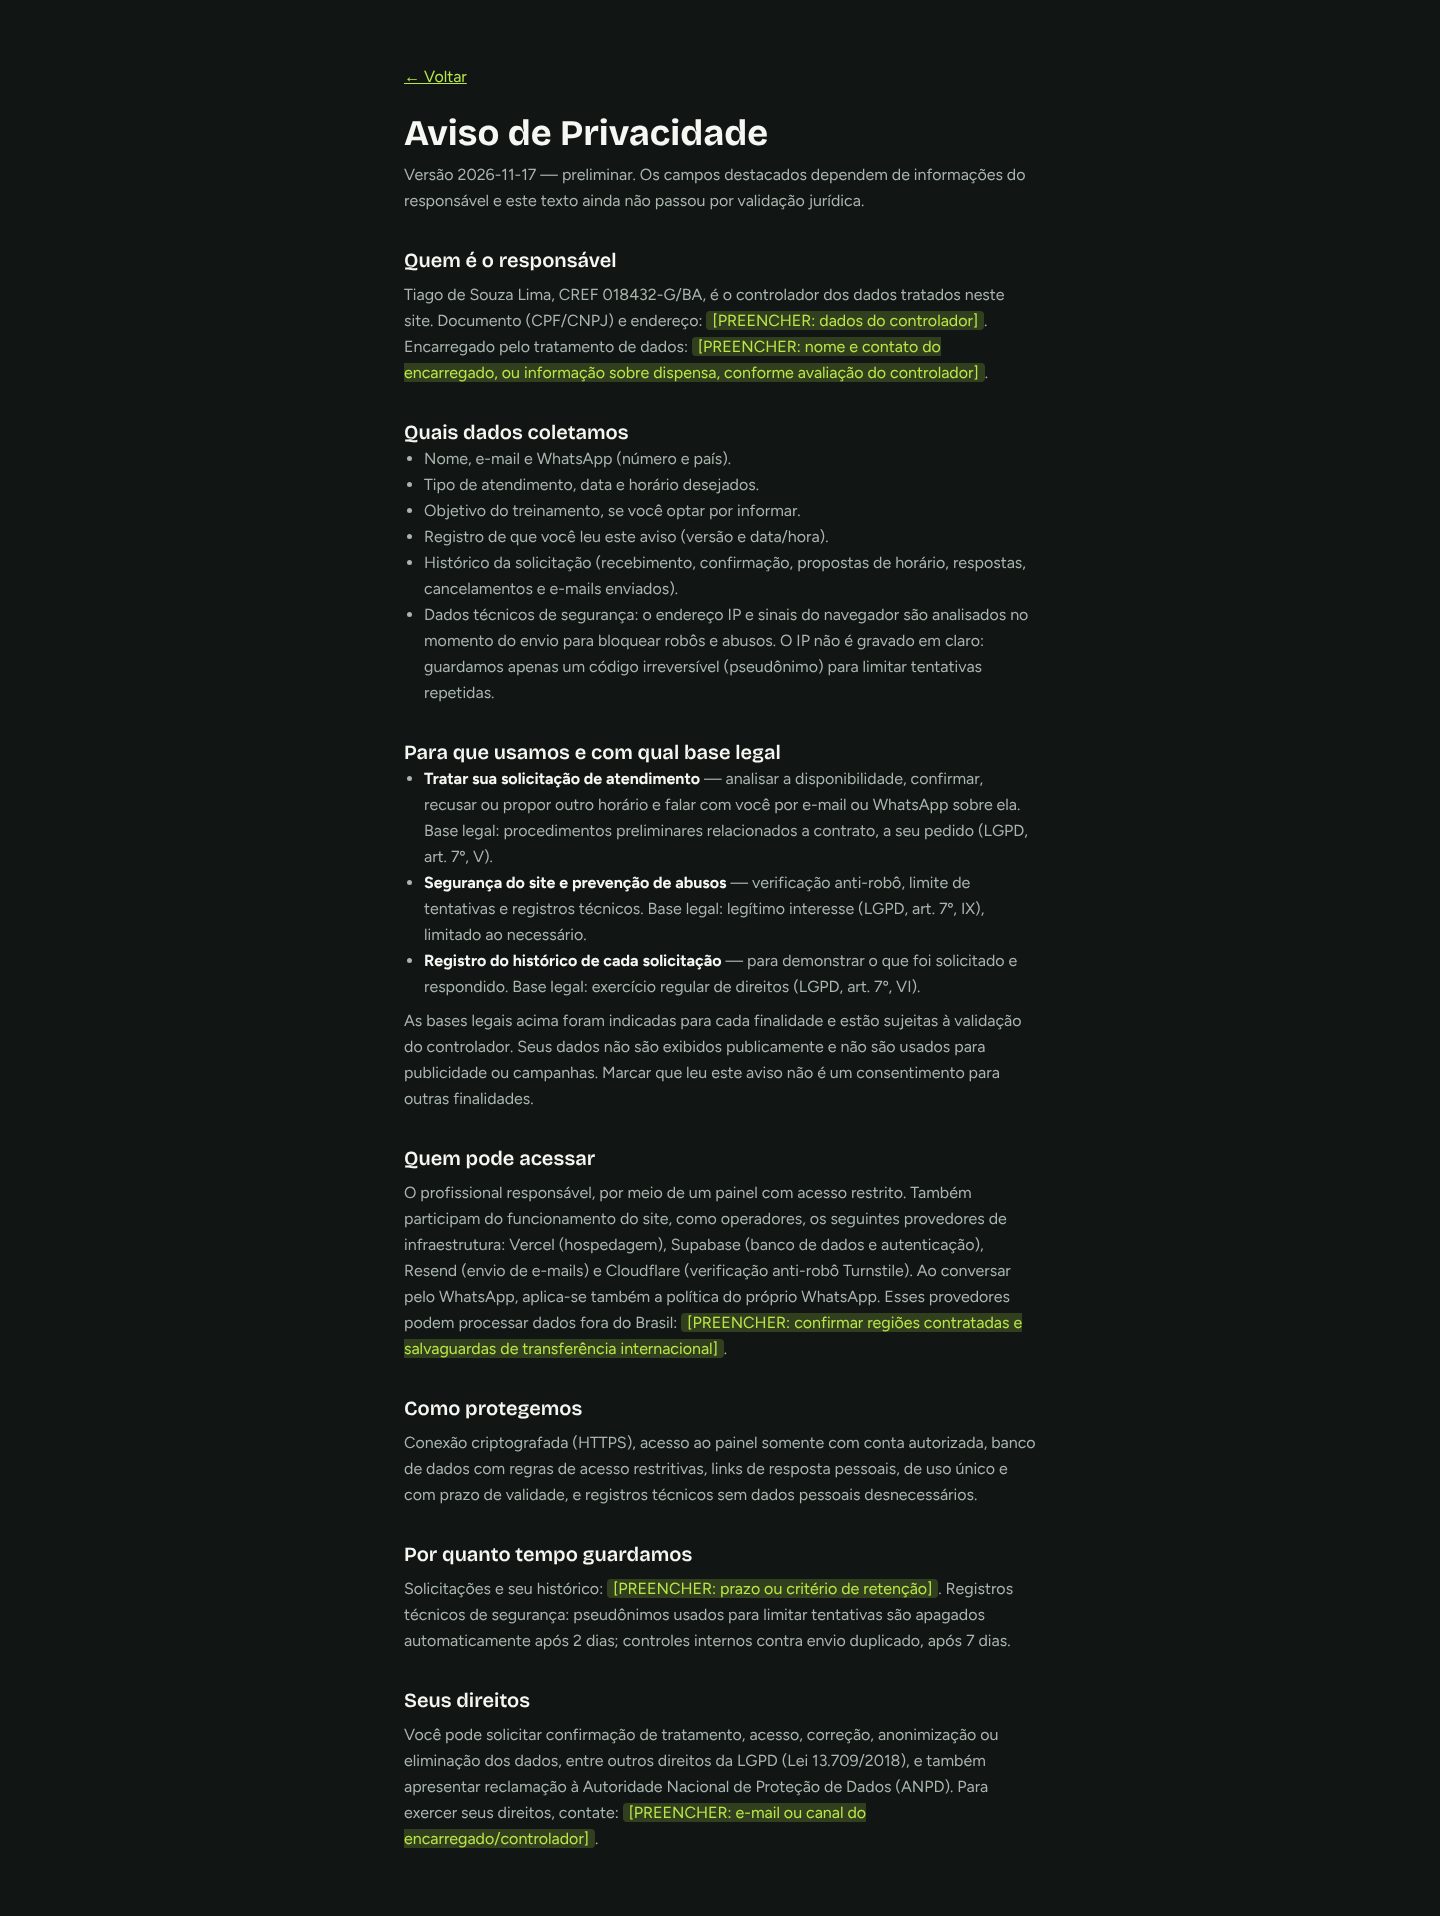 ← Voltar
Aviso de Privacidade
Versão 2026-11-17 — preliminar. Os campos destacados dependem de informações do
responsável e este texto ainda não passou por validação jurídica.
Quem é o responsável
Tiago de Souza Lima, CREF 018432-G/BA, é o controlador dos dados tratados neste
site. Documento (CPF/CNPJ) e endereço: [PREENCHER: dados do controlador].
Encarregado pelo tratamento de dados: [PREENCHER: nome e contato do
encarregado, ou informação sobre dispensa, conforme avaliação do controlador].
Quais dados coletamos
• Nome, e-mail e WhatsApp (número e país).
• Tipo de atendimento, data e horário desejados.
• Objetivo do treinamento, se você optar por informar.
• Registro de que você leu este aviso (versão e data/hora).
• Histórico da solicitação (recebimento, confirmação, propostas de horário, respostas,
cancelamentos e e-mails enviados).
• Dados técnicos de segurança: o endereço IP e sinais do navegador são analisados no
momento do envio para bloquear robôs e abusos. O IP não é gravado em claro:
guardamos apenas um código irreversível (pseudônimo) para limitar tentativas
repetidas.
Para que usamos e com qual base legal
• Tratar sua solicitação de atendimento — analisar a disponibilidade, confirmar,
recusar ou propor outro horário e falar com você por e-mail ou WhatsApp sobre ela.
Base legal: procedimentos preliminares relacionados a contrato, a seu pedido (LGPD,
art. 7º, V).
• Segurança do site e prevenção de abusos — verificação anti-robô, limite de
tentativas e registros técnicos. Base legal: legítimo interesse (LGPD, art. 7º, IX),
limitado ao necessário.
• Registro do histórico de cada solicitação — para demonstrar o que foi solicitado e
respondido. Base legal: exercício regular de direitos (LGPD, art. 7º, VI).
As bases legais acima foram indicadas para cada finalidade e estão sujeitas à validação
do controlador. Seus dados não são exibidos publicamente e não são usados para
publicidade ou campanhas. Marcar que leu este aviso não é um consentimento para
outras finalidades.
Quem pode acessar
O profissional responsável, por meio de um painel com acesso restrito. Também
participam do funcionamento do site, como operadores, os seguintes provedores de
infraestrutura: Vercel (hospedagem), Supabase (banco de dados e autenticação),
Resend (envio de e-mails) e Cloudflare (verificação anti-robô Turnstile). Ao conversar
pelo WhatsApp, aplica-se também a política do próprio WhatsApp. Esses provedores
podem processar dados fora do Brasil: [PREENCHER: confirmar regiões contratadas e
salvaguardas de transferência internacional].
Como protegemos
Conexão criptografada (HTTPS), acesso ao painel somente com conta autorizada, banco
de dados com regras de acesso restritivas, links de resposta pessoais, de uso único e
com prazo de validade, e registros técnicos sem dados pessoais desnecessários.
Por quanto tempo guardamos
Solicitações e seu histórico: [PREENCHER: prazo ou critério de retenção]. Registros
técnicos de segurança: pseudônimos usados para limitar tentativas são apagados
automaticamente após 2 dias; controles internos contra envio duplicado, após 7 dias.
Seus direitos
Você pode solicitar confirmação de tratamento, acesso, correção, anonimização ou
eliminação dos dados, entre outros direitos da LGPD (Lei 13.709/2018), e também
apresentar reclamação à Autoridade Nacional de Proteção de Dados (ANPD). Para
exercer seus direitos, contate: [PREENCHER: e-mail ou canal do
encarregado/controlador].